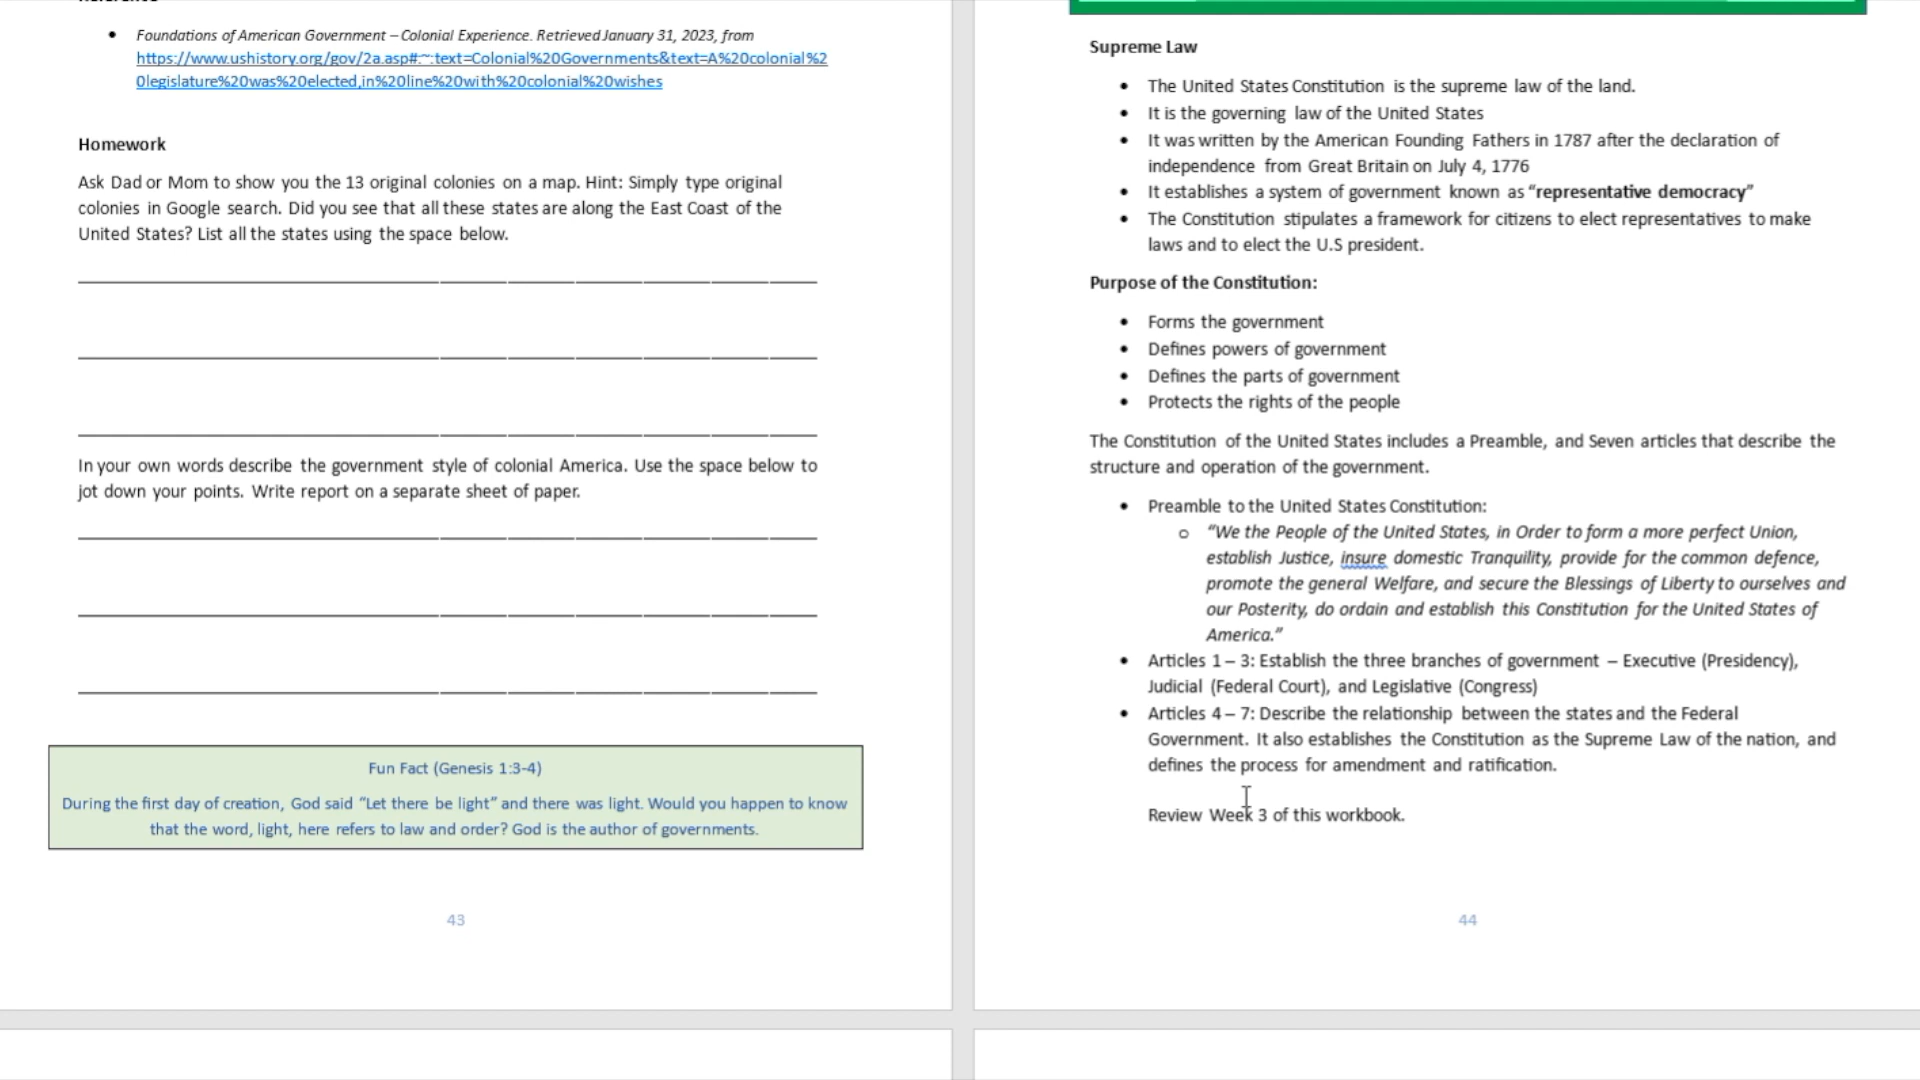 Foundations of American Government – Colonial Experience. Retrieved January 31, 2023, from
https://www.ushistory.org/gov/2a.asp#:~:text=Colonial%20Governments&text=A%20colonial%2
0legislature%20was%20elected,in%20line%20with%20colonial%20wishes
Homework
Ask Dad or Mom to show you the 13 original colonies on a map. Hint: Simply type original
colonies in Google search. Did you see that all these states are along the East Coast of the
United States? List all the states using the space below.
In your own words describe the government style of colonial America. Use the space below to
jot down your points. Write report on a separate sheet of paper.
Fun Fact (Genesis 1:3-4)
During the first day of creation, God said “Let there be light” and there was light. Would you happen to know
that the word, light, here refers to law and order? God is the author of governments.
43
Supreme Law
The United States Constitution is the supreme law of the land.
It is the governing law of the United States
It was written by the American Founding Fathers in 1787 after the declaration of
independence from Great Britain on July 4, 1776
It establishes a system of government known as “representative democracy”
The Constitution stipulates a framework for citizens to elect representatives to make
laws and to elect the U.S president.
Purpose of the Constitution:
Forms the government
Defines powers of government
Defines the parts of government
Protects the rights of the people
The Constitution of the United States includes a Preamble, and Seven articles that describe the
structure and operation of the government.
Preamble to the United States Constitution:
“We the People of the United States, in Order to form a more perfect Union,
establish Justice, insure domestic Tranquility, provide for the common defence,
promote the general Welfare, and secure the Blessings of Liberty to ourselves and
our Posterity, do ordain and establish this Constitution for the United States of
America.”
Articles 1 – 3: Establish the three branches of government – Executive (Presidency),
Judicial (Federal Court), and Legislative (Congress)
Articles 4 – 7: Describe the relationship between the states and the Federal
Government. It also establishes the Constitution as the Supreme Law of the nation, and
defines the process for amendment and ratification.
Review Week 3 of this workbook.
44